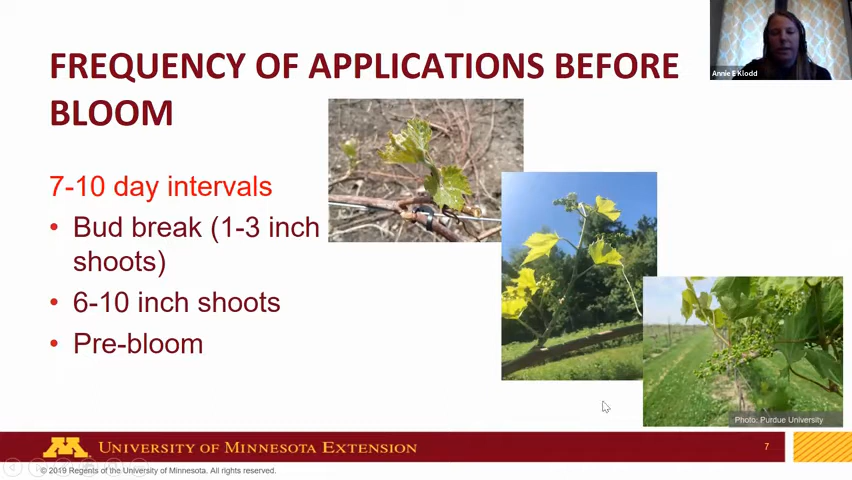 FREQUENCY OF APPLICATIONS BEFORE
BLOOM
Annie E Klodd
7-10 day intervals
• Bud break (1-3 inch
shoots)
• 6-10 inch shoots
• Pre-bloom
Photo: Purdue University
M UNIVERSITY OF MINNESOTA EXTENSION
7
© 2019 Regents of the University of Minnesota. All rights reserved.